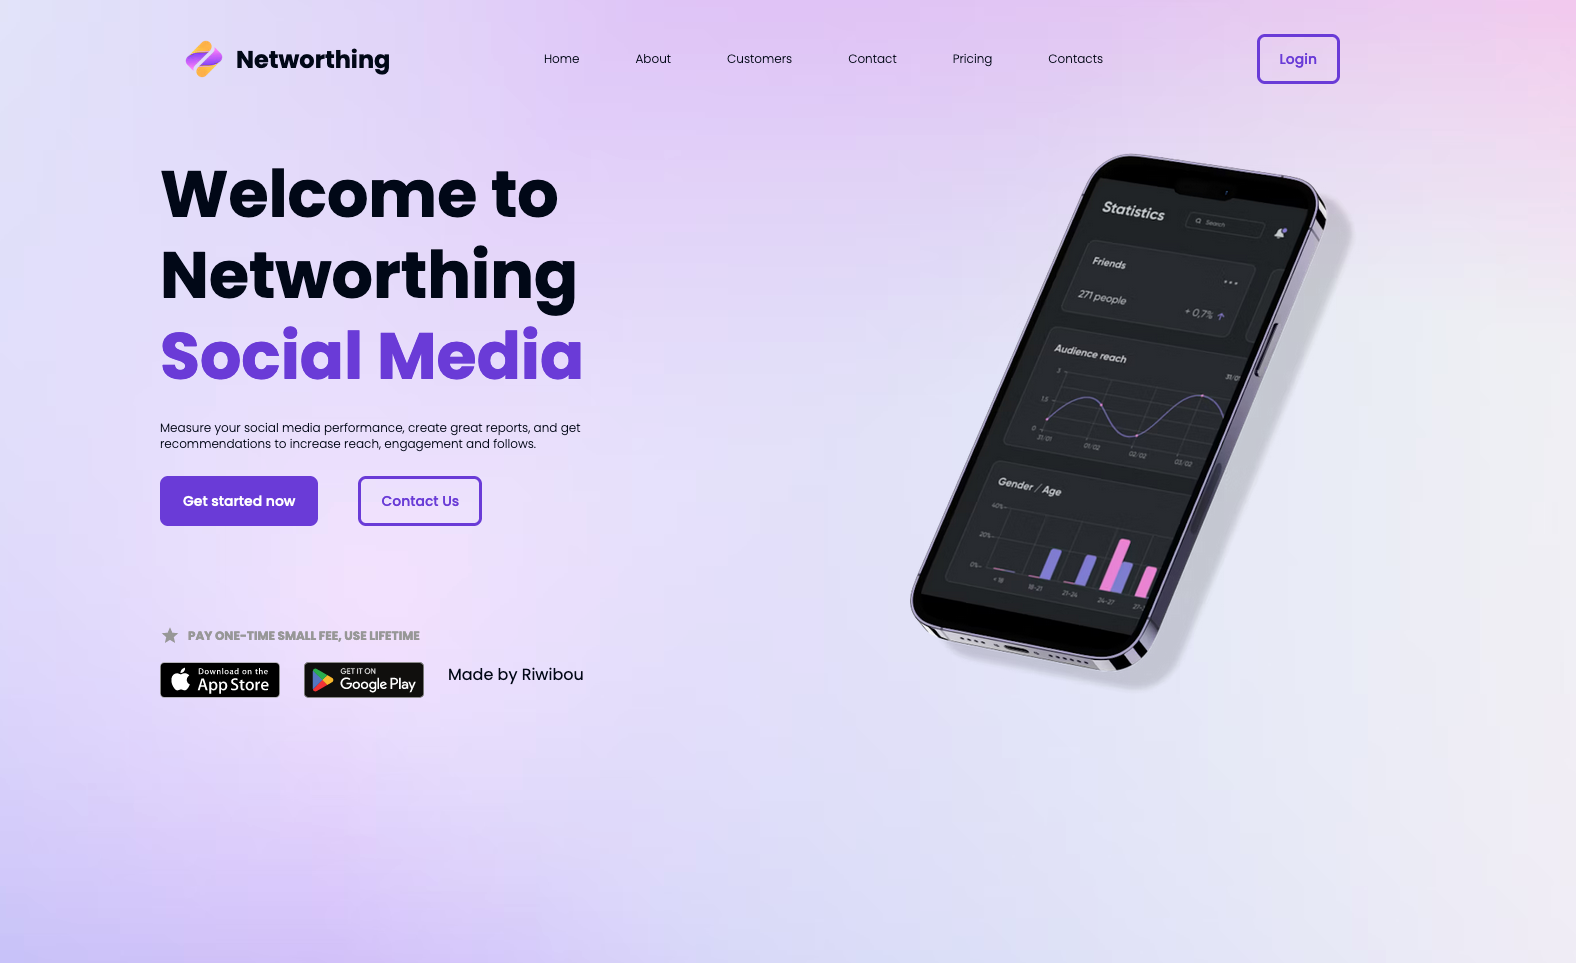 Networthing
Home
About
Customers
Contact
Pricing
Contacts
Login
Welcome to
Networthing
Social Media
Measure your social media performance, create great reports, and get
recommendations to increase reach, engagement and follows.
Get started now
Contact Us
PAY ONE-TIME SMALL FEE, USE LIFETIME
Download on the
App Store
GET IT ON
Google Play
Made by Riwibou
Statistics
Search
Friends
271 people
+ 0,7%
Audience reach
31/01
3
1,5
0
31/01
01/02
02/02
03/02
Gender / Age
40%
20%
0%
<18
18-21
21-24
24-27